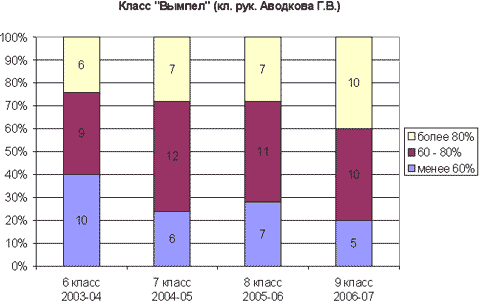 Класс "Вымпел" (кл. рук. Аводкова Г.В.)
100%
90%
80%
70%
60%
50%
40%
30%
20%
10%
0%
6 7 7 10
9 12 11 10
10 6 7 5
более 80%
60 - 80%
менее 60%
6 класс 7 класс 8 класс 9 класс
2003-04 2004-05 2005-06 2006-07